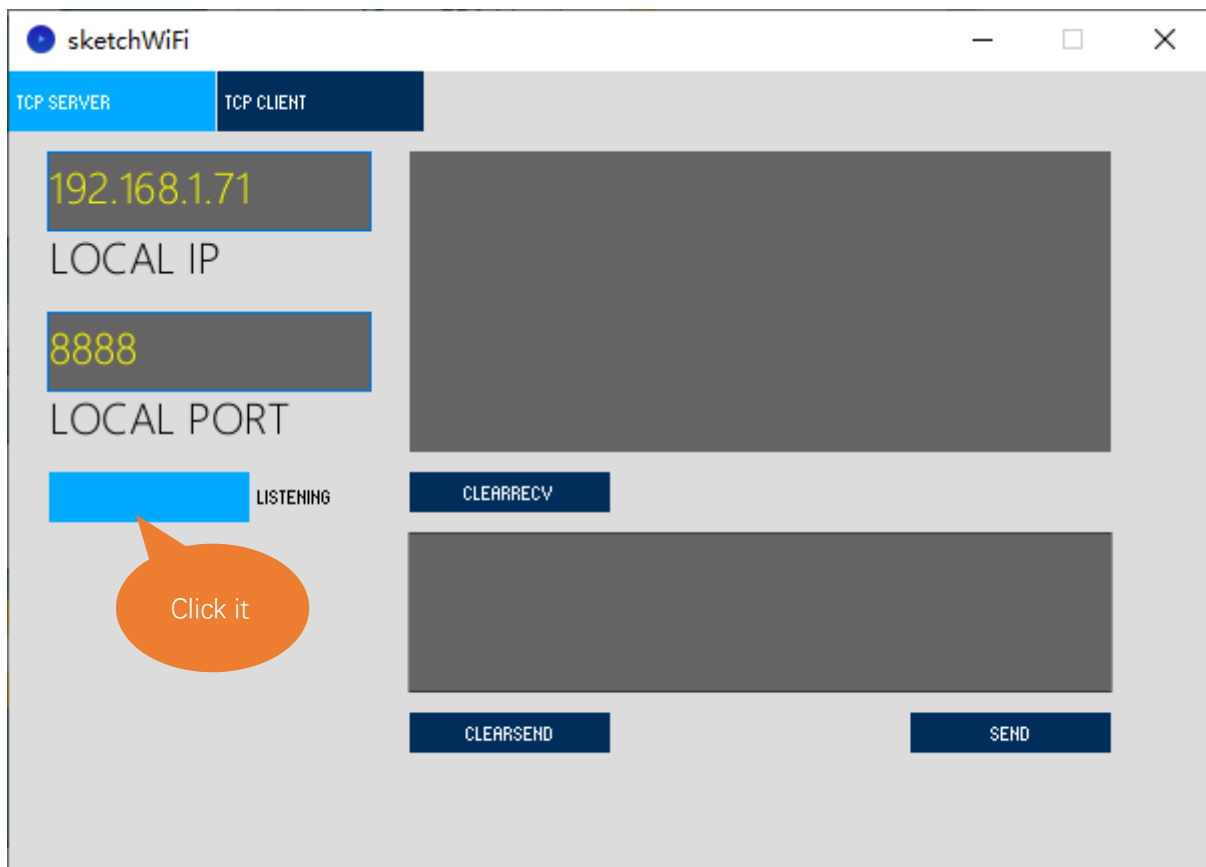 sketchWiFi
TCP SERVER
TCP CLIENT
192.168.1.71
LOCAL IP
8888
LOCAL PORT
LISTENING
CLEARRECV
Click it
CLEARSEND
SEND